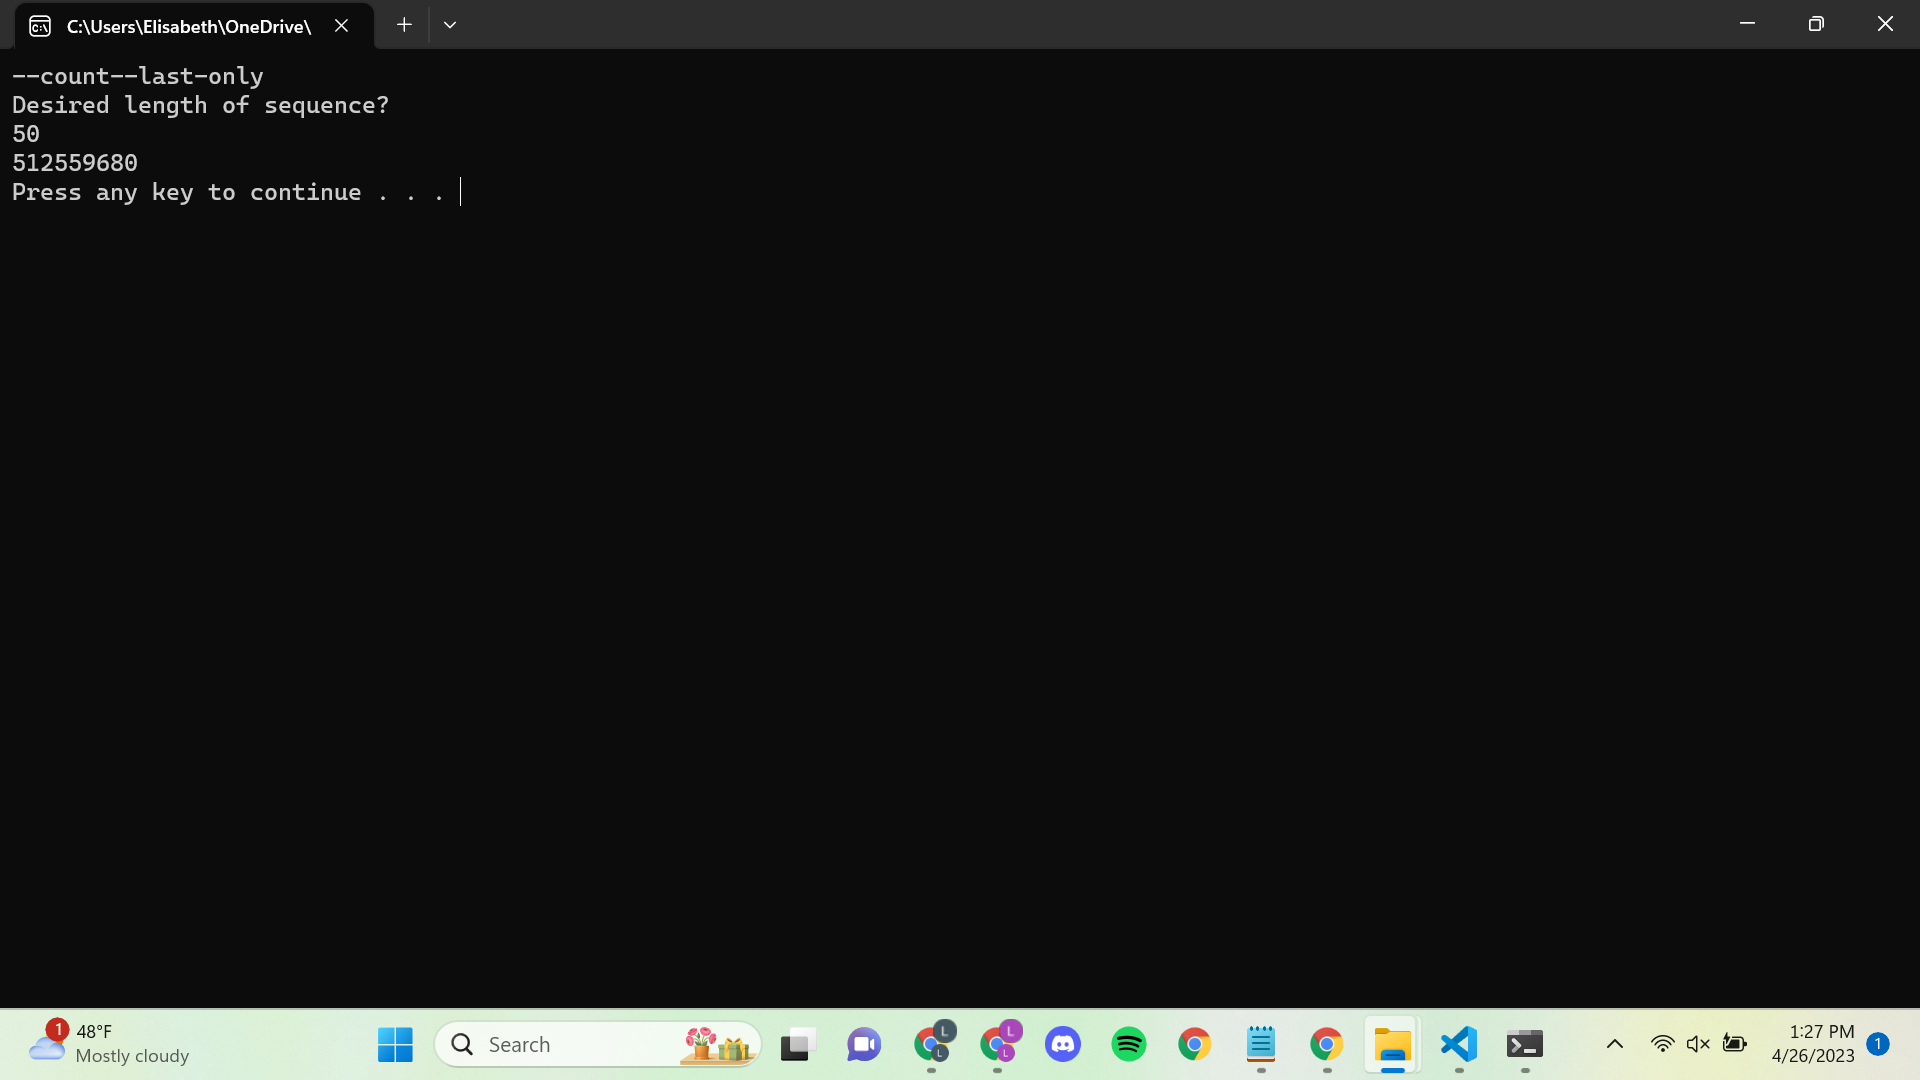 C:\Users\Elisabeth\OneDrive\
--count--last-only
Desired length of sequence?
50
512559680
Press any key to continue . . .
1
48°F
Mostly cloudy
Search
L
L
L
L
1:27 PM
4/26/2023
1